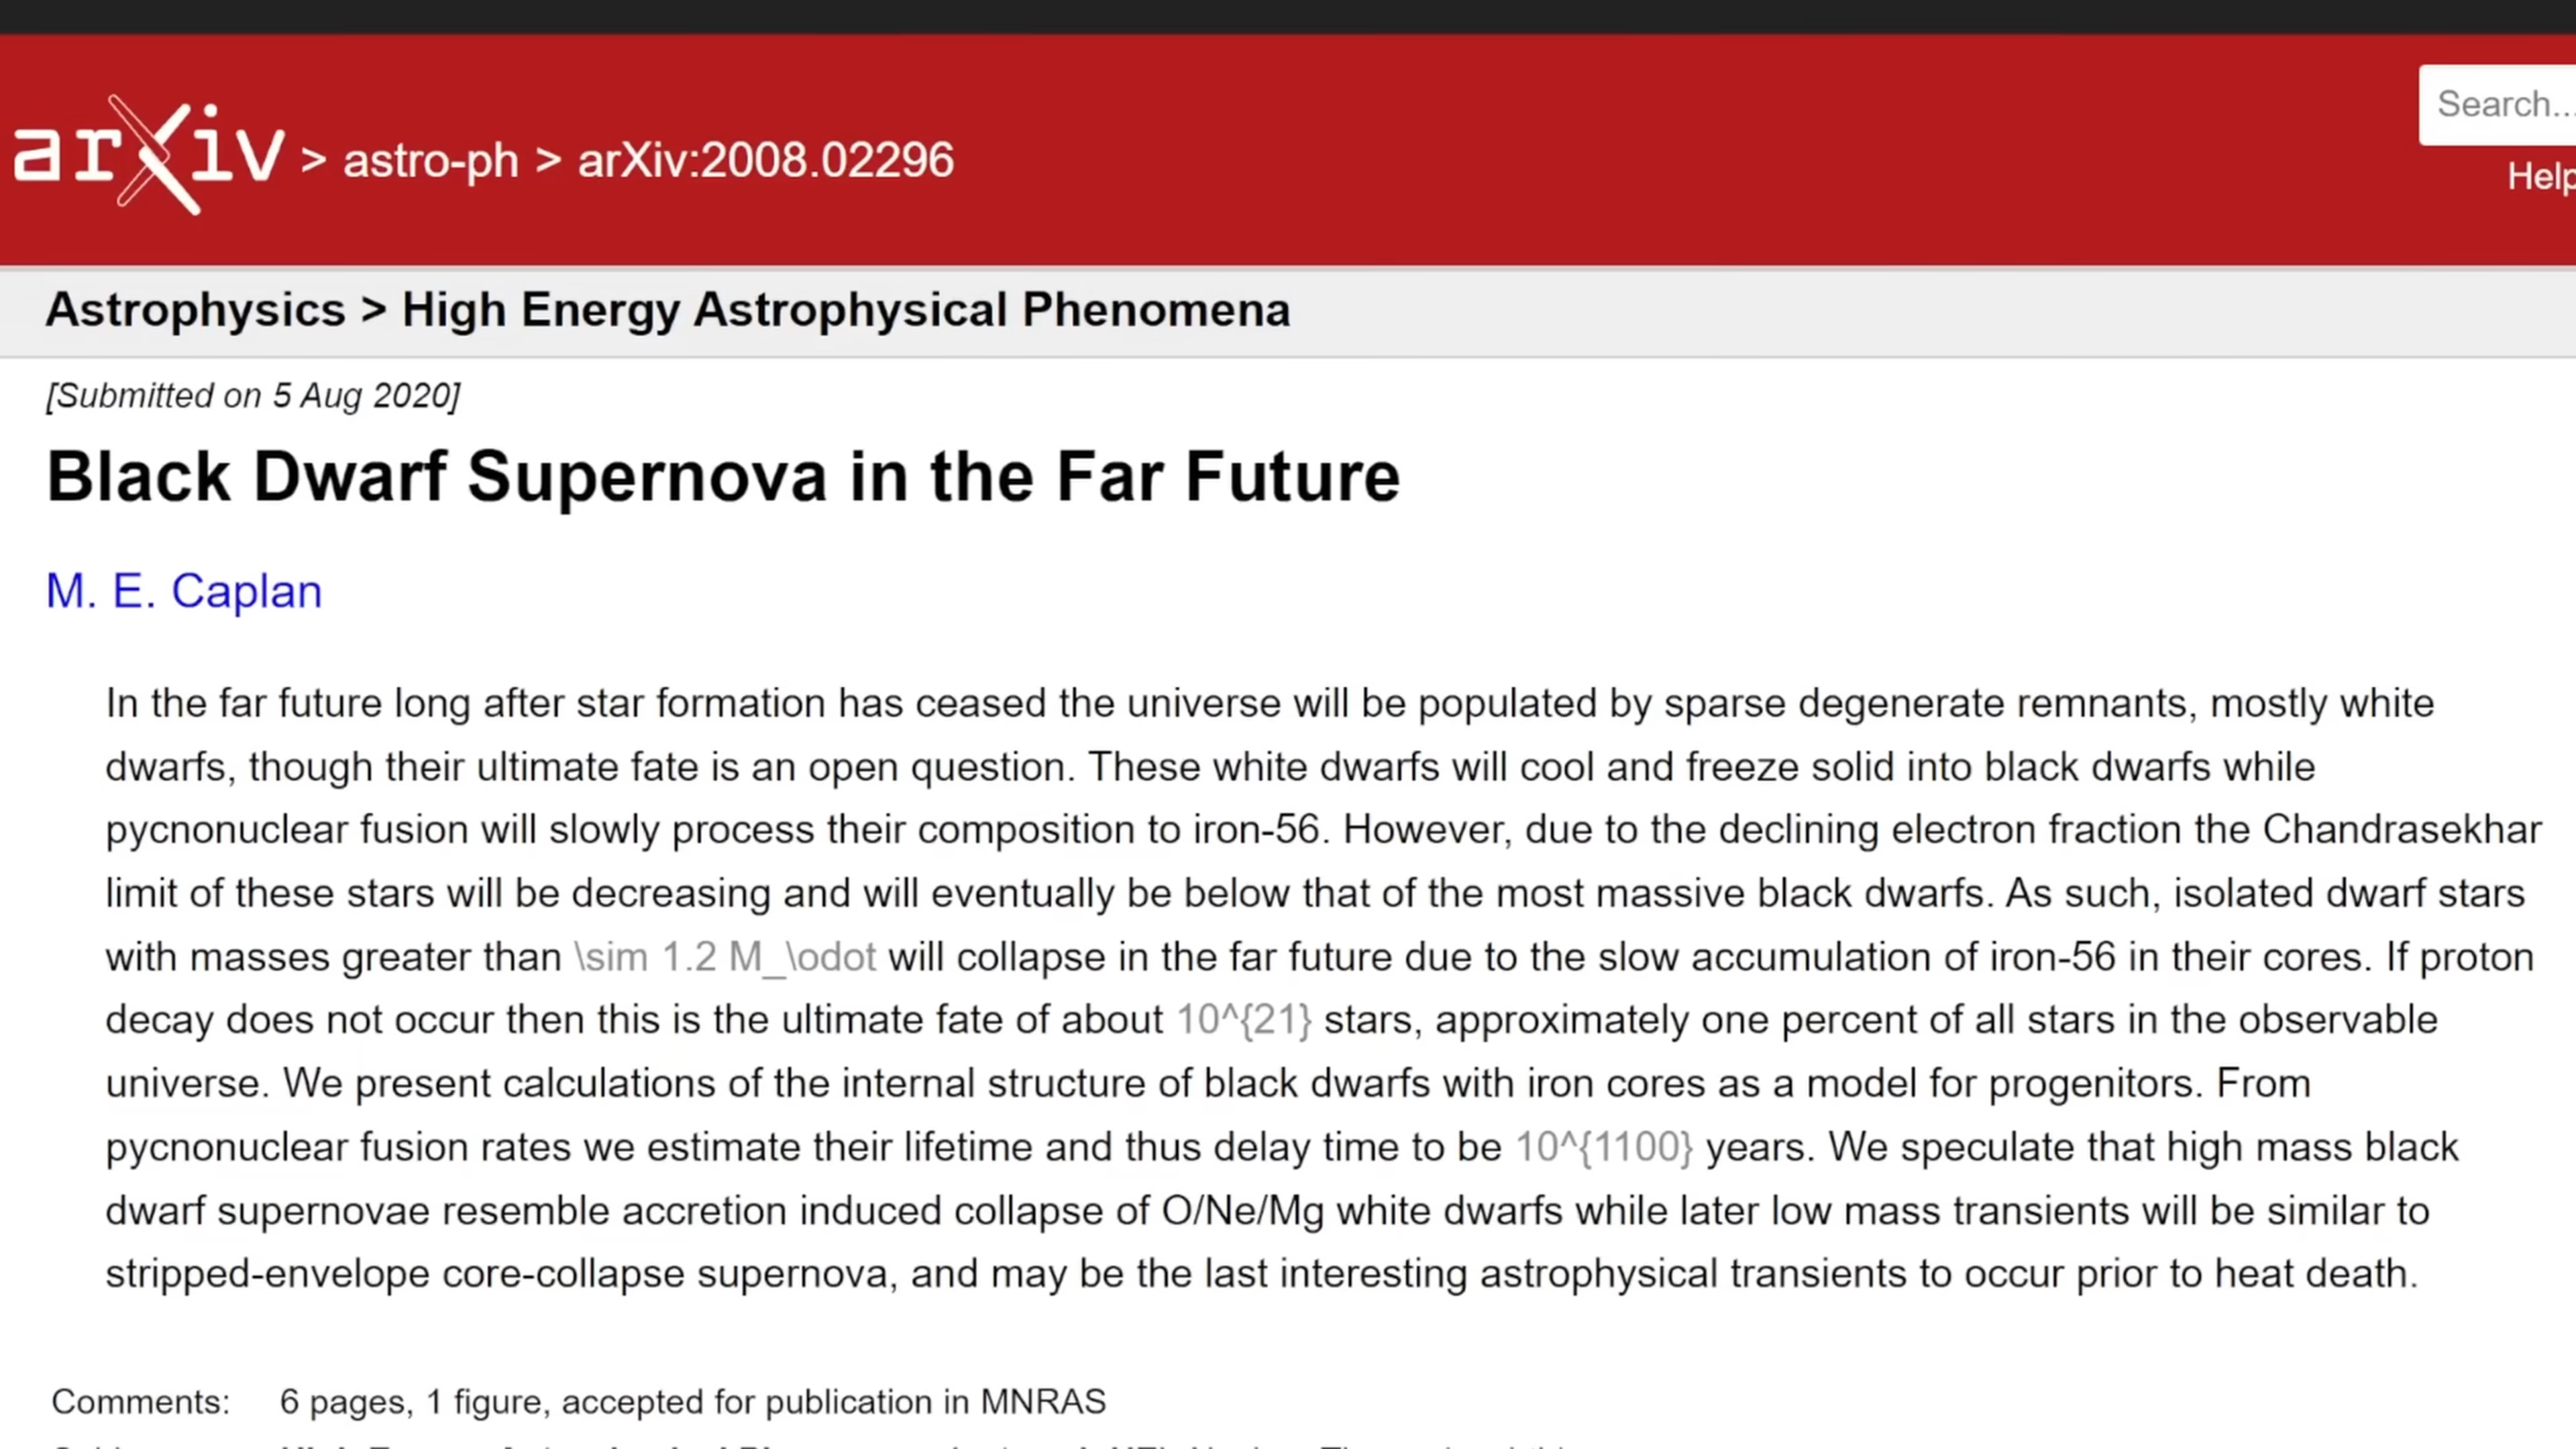 Search...
arXiv > astro-ph > arXiv:2008.02296
Help
Astrophysics > High Energy Astrophysical Phenomena
[Submitted on 5 Aug 2020]
Black Dwarf Supernova in the Far Future
M. E. Caplan
In the far future long after star formation has ceased the universe will be populated by sparse degenerate remnants, mostly white
dwarfs, though their ultimate fate is an open question. These white dwarfs will cool and freeze solid into black dwarfs while
pycnonuclear fusion will slowly process their composition to iron-56. However, due to the declining electron fraction the Chandrasekhar
limit of these stars will be decreasing and will eventually be below that of the most massive black dwarfs. As such, isolated dwarf stars
with masses greater than \sim 1.2 M_\odot will collapse in the far future due to the slow accumulation of iron-56 in their cores. If proton
decay does not occur then this is the ultimate fate of about 10^{21} stars, approximately one percent of all stars in the observable
universe. We present calculations of the internal structure of black dwarfs with iron cores as a model for progenitors. From
pycnonuclear fusion rates we estimate their lifetime and thus delay time to be 10^{1100} years. We speculate that high mass black
dwarf supernovae resemble accretion induced collapse of O/Ne/Mg white dwarfs while later low mass transients will be similar to
stripped-envelope core-collapse supernova, and may be the last interesting astrophysical transients to occur prior to heat death.
Comments: 6 pages, 1 figure, accepted for publication in MNRAS